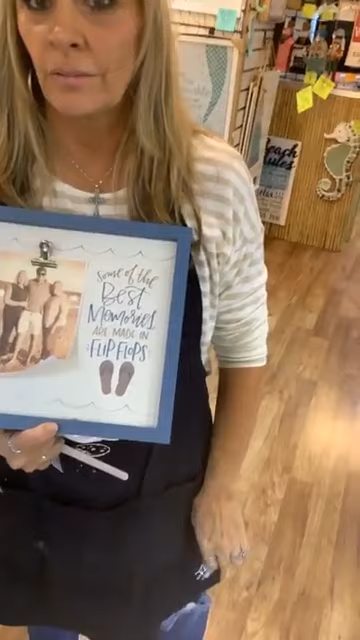 Some of the
Best
Memories
ARE MADE IN
FLIP FLOPS
Beach
Rules